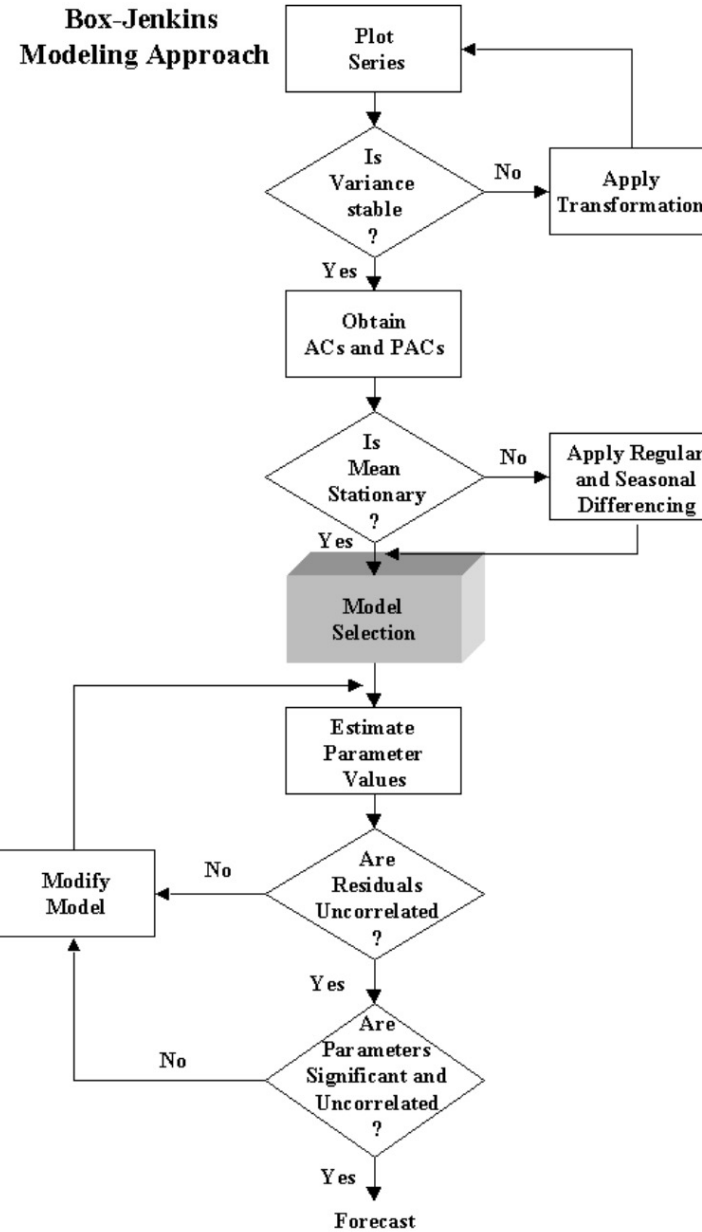 Box-Jenkins
Modeling Approach
Plot
Series
Is
Variance
stable
?
No
Apply
Transformation
Yes
Obtain
ACs and PACs
Is
Mean
Stationary
?
No
Apply Regular
and Seasonal
Differencing
Yes
Model
Selection
Estimate
Parameter
Values
Are
Residuals
Uncorrelated
?
No
Modify
Model
Yes
Are
Parameters
Significant and
Uncorrelated
?
No
Yes
Forecast